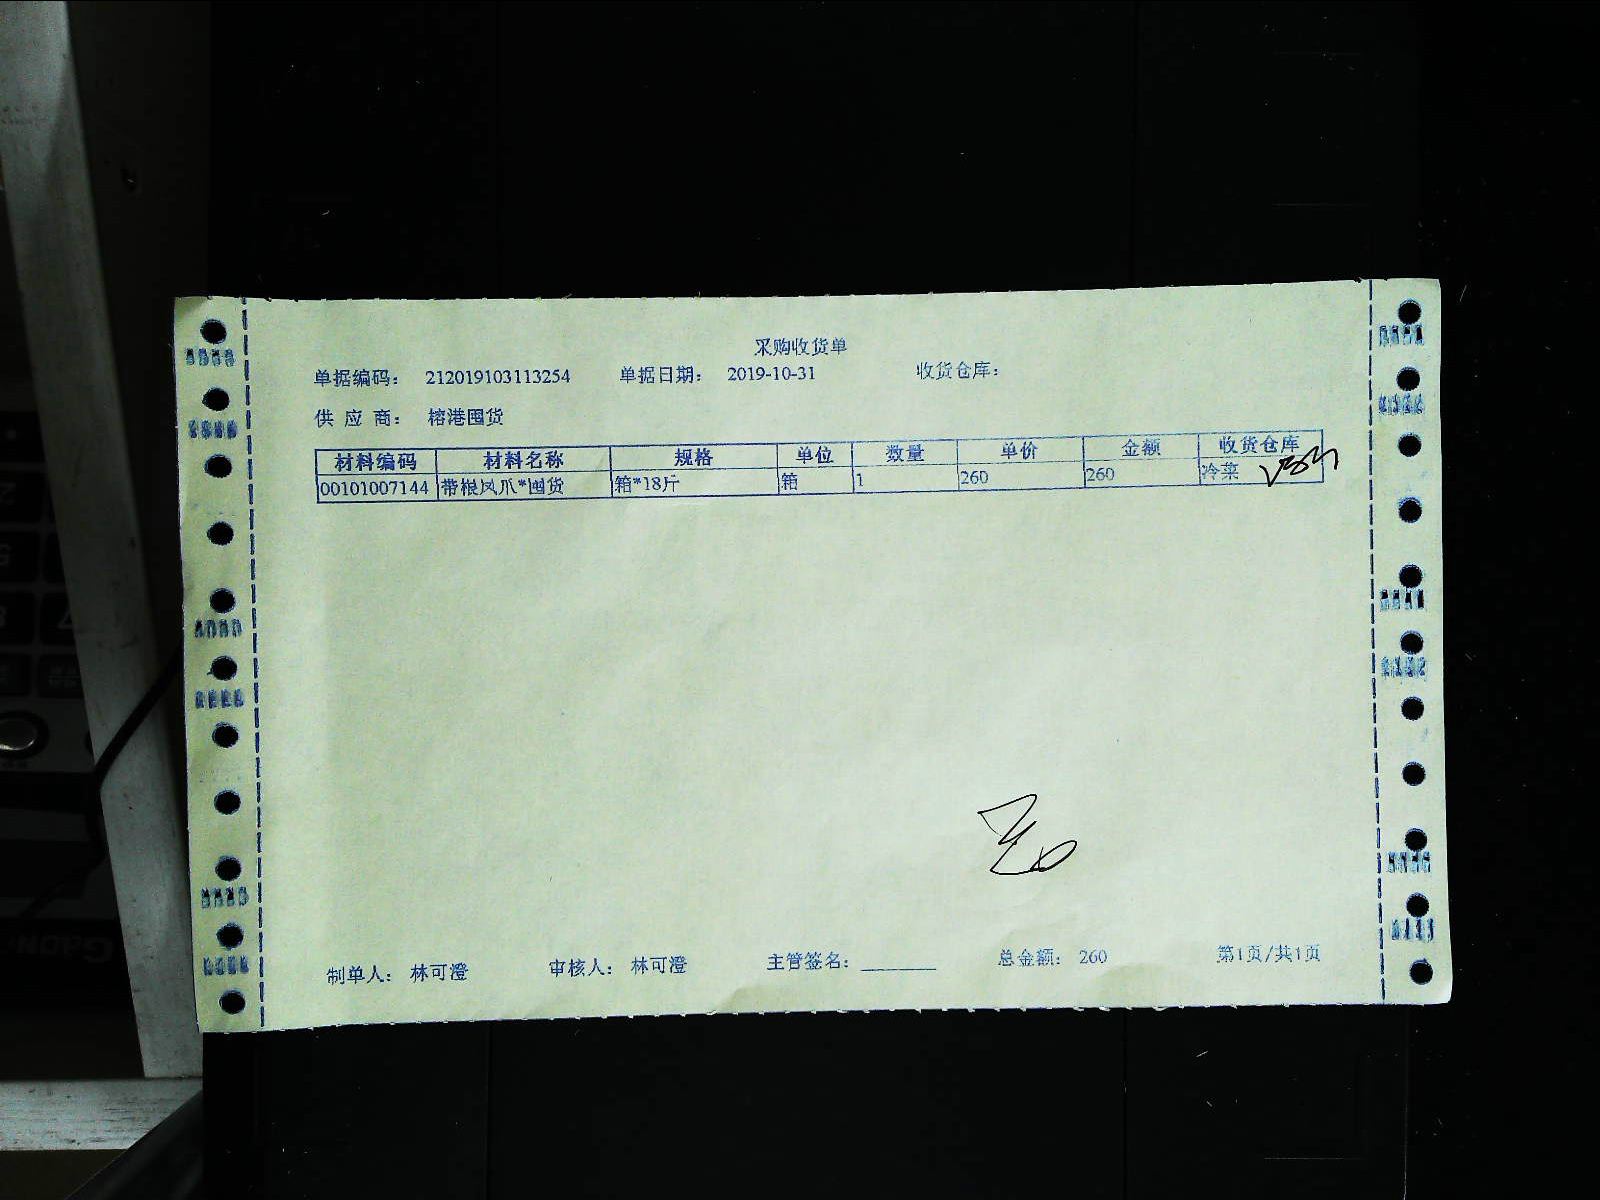 采购收货单
单据编码： 212019103113254 单据日期： 2019-10-31 收货仓库：
供 应 商： 榕港囤货
材料编码 材料名称 规格 单位 数量 单价 金额 收货仓库
00101007144 带根凤爪*囤货 箱*18斤 箱 1 260 260 冷菜
制单人： 林可澄 审核人： 林可澄 主管签名： ________ 总金额： 260 第1页/共1页